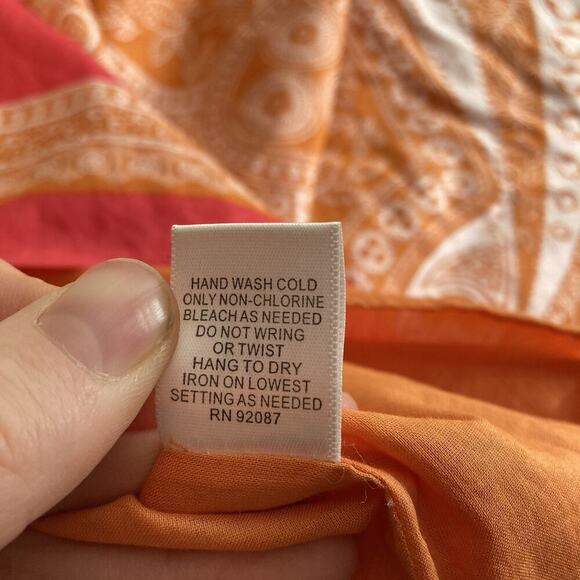 HAND WASH COLD
ONLY NON-CHLORINE
BLEACH AS NEEDED
DO NOT WRING
OR TWIST
HANG TO DRY
IRON ON LOWEST
SETTING AS NEEDED
RN 92087